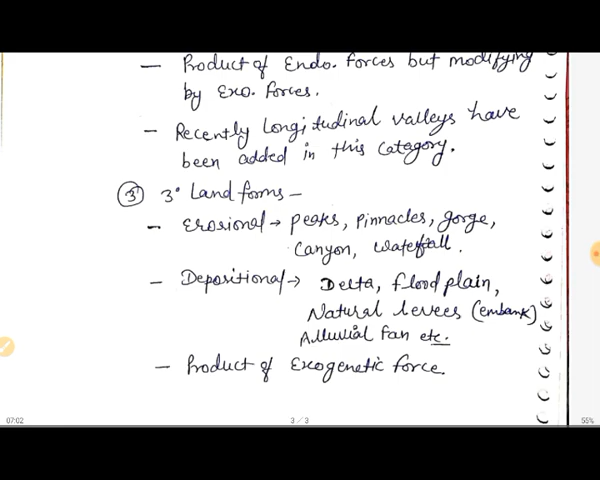 — Product of Endo. forces but modifying
by Exo. forces.
- Recently Longitudinal valleys have
been added in this category.
③ 3° Land forms –
- Erosional → Peaks, Pinnacles, Gorge,
Canyon, Waterfall.
- Depositional → Delta, flood plain,
Natural levees (embank)
Alluvial fan etc.
- Product of Exogenetic force.
07:02
3 / 3
55%